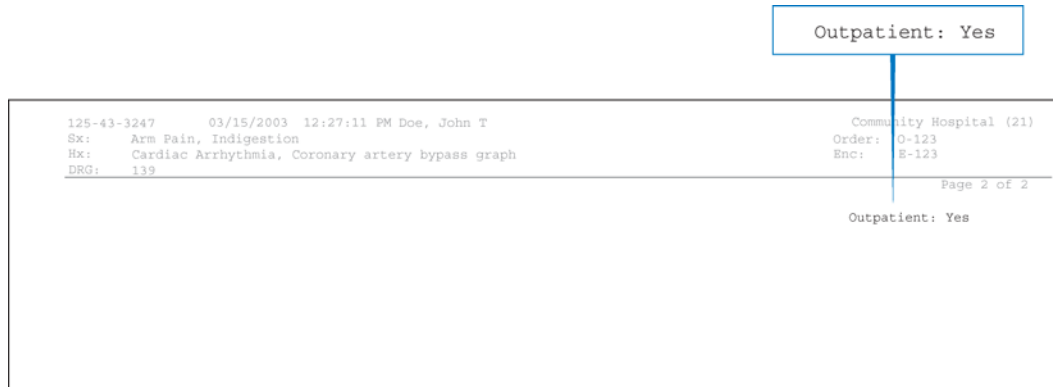 Outpatient: Yes
125-43-3247 03/15/2003 12:27:11 PM Doe, John T Community Hospital (21)
Sx: Arm Pain, Indigestion Order: O-123
Hx: Cardiac Arrhythmia, Coronary artery bypass graph Enc: E-123
DRG: 139
Page 2 of 2
Outpatient: Yes